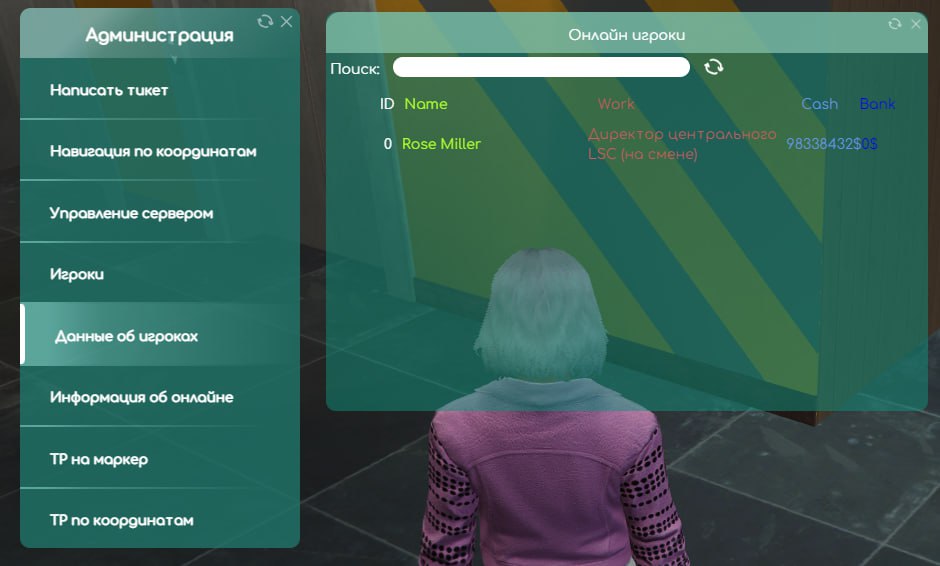 Администрация
Написать тикет
Навигация по координатам
Управление сервером
Игроки
Данные об игроках
Информация об онлайне
ТР на маркер
ТР по координатам
Онлайн игроки
Поиск:
ID Name Work Cash Bank
0 Rose Miller Директор центрального LSC (на смене) 98338432$ 0$